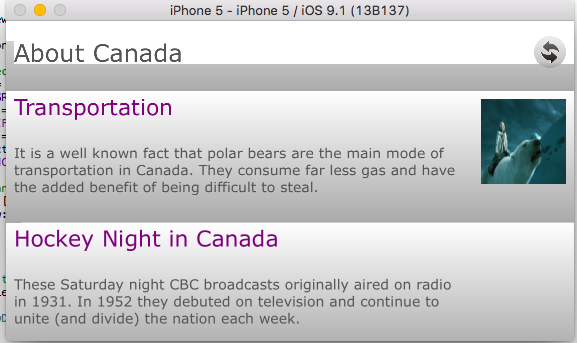 iPhone 5 - iPhone 5 / iOS 9.1 (13B137)
About Canada
Transportation
It is a well known fact that polar bears are the main mode of
transportation in Canada. They consume far less gas and have
the added benefit of being difficult to steal.
Hockey Night in Canada
These Saturday night CBC broadcasts originally aired on radio
in 1931. In 1952 they debuted on television and continue to
unite (and divide) the nation each week.